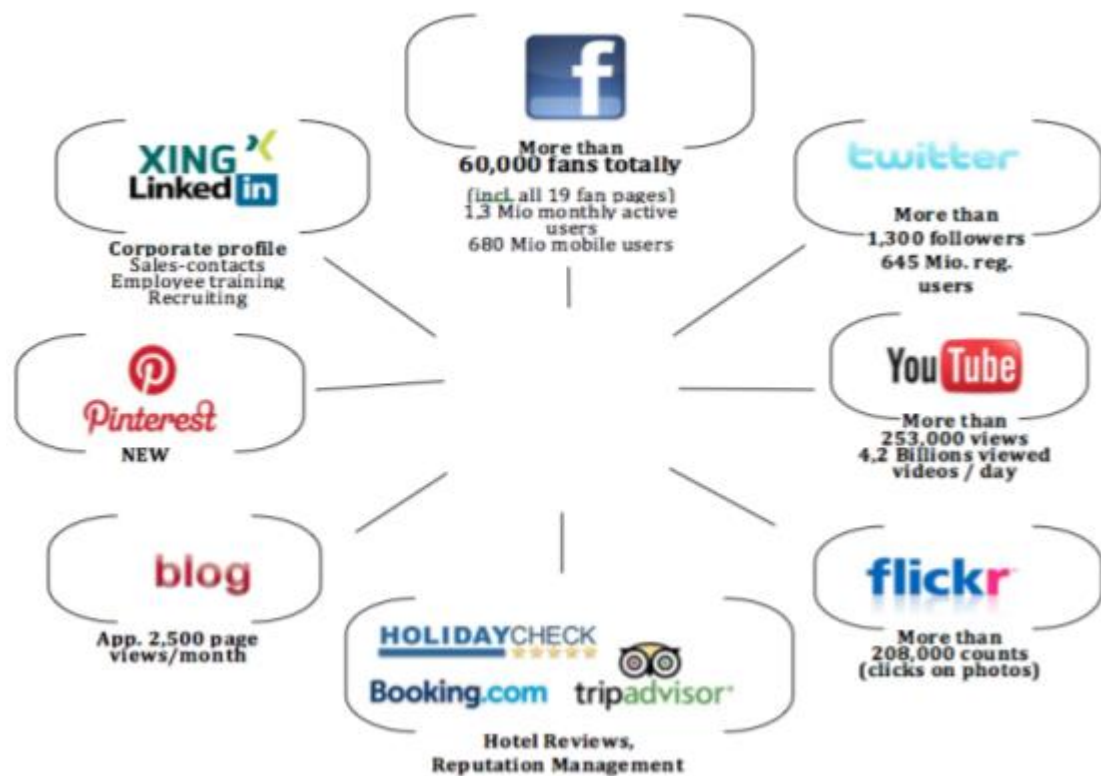 f
More than
60,000 fans totally
(incl. all 19 fan pages)
1,3 Mio monthly active
users
680 Mio mobile users
XING
Linked in
Corporate profile
Sales-contacts
Employee training
Recruiting
twitter
More than
1,300 followers
645 Mio. reg.
users
Pinterest
NEW
YouTube
More than
253,000 views
4,2 Billions viewed
videos / day
blog
App. 2,500 page
views/month
HOLIDAYCHECK
Booking.com tripadvisor
Hotel Reviews,
Reputation Management
flickr
More than
208,000 counts
(clicks on photos)